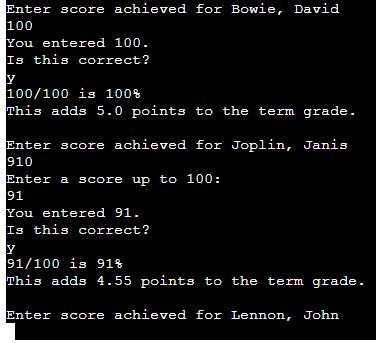 Enter score achieved for Bowie, David
100
You entered 100.
Is this correct?
y
100/100 is 100%
This adds 5.0 points to the term grade.
Enter score achieved for Joplin, Janis
910
Enter a score up to 100:
91
You entered 91.
Is this correct?
y
91/100 is 91%
This adds 4.55 points to the term grade.
Enter score achieved for Lennon, John